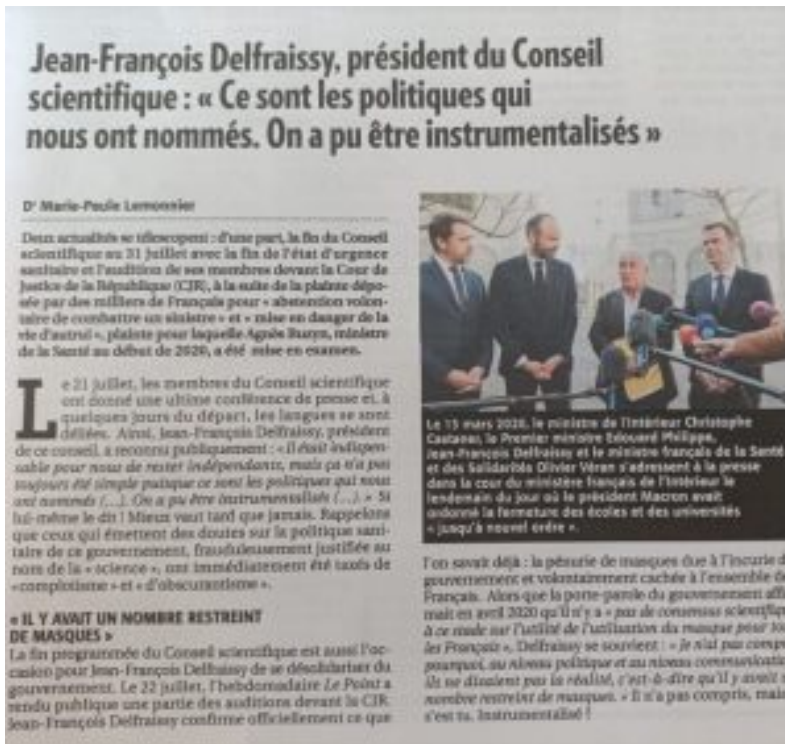 Jean-François Delfraissy, président du Conseil
scientifique : « Ce sont les politiques qui
nous ont nommés. On a pu être instrumentalisés »
Dr Marie-Paule Lemonnier
Deux actualités se télescopent : d'une part, la fin du Conseil
scientifique au 31 juillet avec la fin de l'état d'urgence
sanitaire et l'audition de ses membres devant la Cour de
Justice de la République (CJR), à la suite de la plainte dépo-
sée par des milliers de Français pour « abstention volon-
taire de combattre un sinistre » et « mise en danger de la
vie d'autrui », plainte pour laquelle Agnès Buzyn, ministre
de la Santé au début de 2020, a été mise en examen.
Le 21 juillet, les membres du Conseil scientifique
ont donné une ultime conférence de presse et, à
quelques jours du départ, les langues se sont
déliées. Ainsi, Jean-François Delfraissy, président
de ce conseil, a reconnu publiquement : « Il était indispen-
sable pour nous de rester indépendants, mais ça n'a pas
toujours été simple puisque ce sont les politiques qui nous
ont nommés (...). On a pu être instrumentalisés (...). » Si
lui-même le dit ! Mieux vaut tard que jamais. Rappelons
que ceux qui émettent des doutes sur la politique sani-
taire de ce gouvernement, frauduleusement justifiée au
nom de la « science », ont immédiatement été taxés de
« complotisme » et « d'obscurantisme ».
« IL Y AVAIT UN NOMBRE RESTREINT
DE MASQUES »
La fin programmée du Conseil scientifique est aussi l'oc-
casion pour Jean-François Delfraissy de se désolidariser du
gouvernement. Le 22 juillet, l'hebdomadaire Le Point a
rendu publique une partie des auditions devant la CJR.
Jean-François Delfraissy confirme officiellement ce que
Le 15 mars 2020, le ministre de l'Intérieur Christophe
Castaner, le Premier ministre Edouard Philippe,
Jean-François Delfraissy et le ministre français de la Santé
et des Solidarités Olivier Véran s'adressent à la presse
dans la cour du ministère français de l'Intérieur le
lendemain du jour où le président Macron avait
ordonné la fermeture des écoles et des universités
« jusqu'à nouvel ordre ».
l'on savait déjà : la pénurie de masques due à l'incurie d
gouvernement et volontairement cachée à l'ensemble de
Français. Alors que la porte-parole du gouvernement affi
mait en avril 2020 qu'il n'y a « pas de consensus scientifiqu
à ce stade sur l'utilité de l'utilisation du masque pour to
les Français », Delfraissy se souvient : « Je n'ai pas comp
pourquoi, au niveau politique et au niveau communicatio
ils ne disaient pas la réalité, c'est-à-dire qu'il y avait
nombre restreint de masques. » Il n'a pas compris, mais
s'est tu. Instrumentalisé !